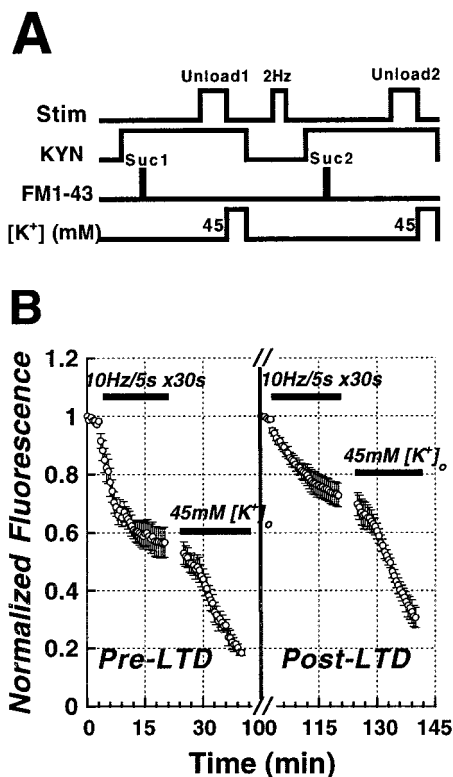 A
Unload1 2Hz Unload2
Stim
KYN
Suc1 Suc2
FM1-43
[K+] (mM) 45 45
B
Normalized Fluorescence
1.2
1
0.8
0.6
0.4
0.2
0
10Hz/5s x30s
45mM [K+]o
Pre-LTD
10Hz/5s x30s
45mM [K+]o
Post-LTD
0 15 30 100 115 125 145
Time (min)